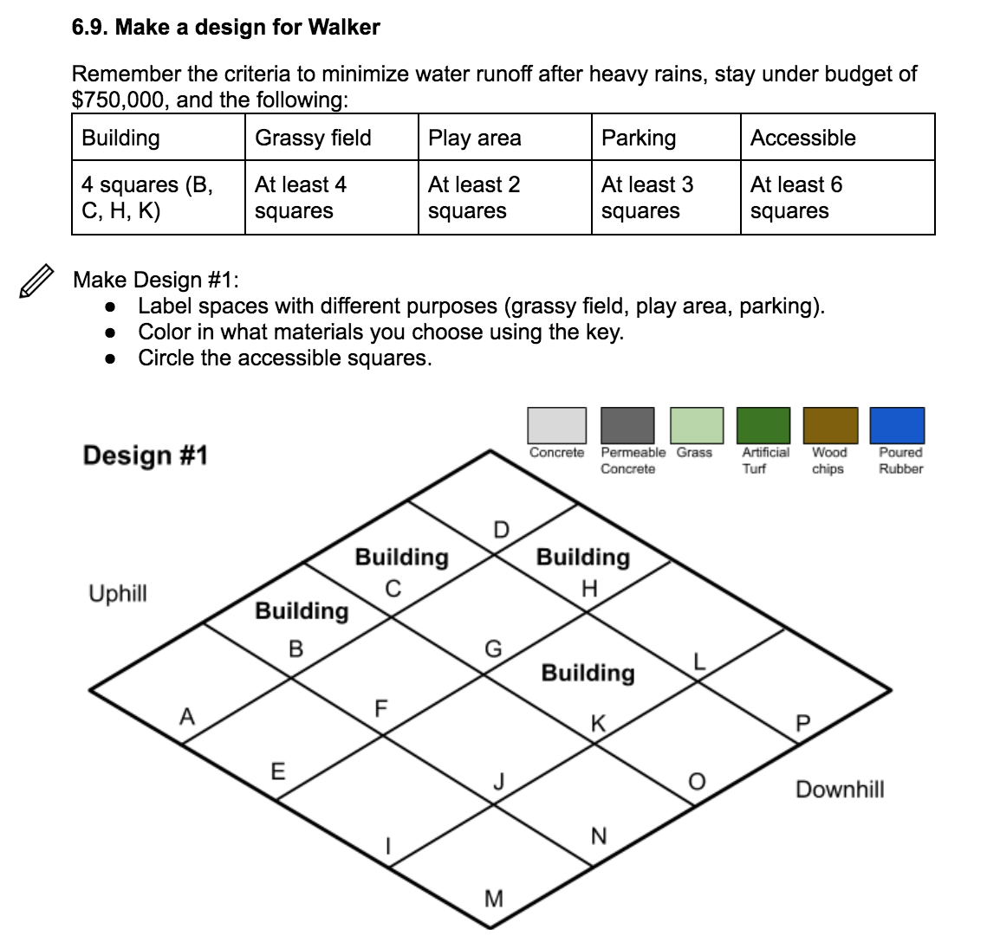 6.9. Make a design for Walker
Remember the criteria to minimize water runoff after heavy rains, stay under budget of
$750,000, and the following:
Building Grassy field Play area Parking Accessible
4 squares (B, At least 4 At least 2 At least 3 At least 6
C, H, K) squares squares squares squares
Make Design #1:
● Label spaces with different purposes (grassy field, play area, parking).
● Color in what materials you choose using the key.
● Circle the accessible squares.
Design #1
Concrete Permeable Grass Artificial Wood Poured
Concrete Turf chips Rubber
D
Building Building
Uphill C H
Building
B G L
Building
A F K P
E J O Downhill
I N
M